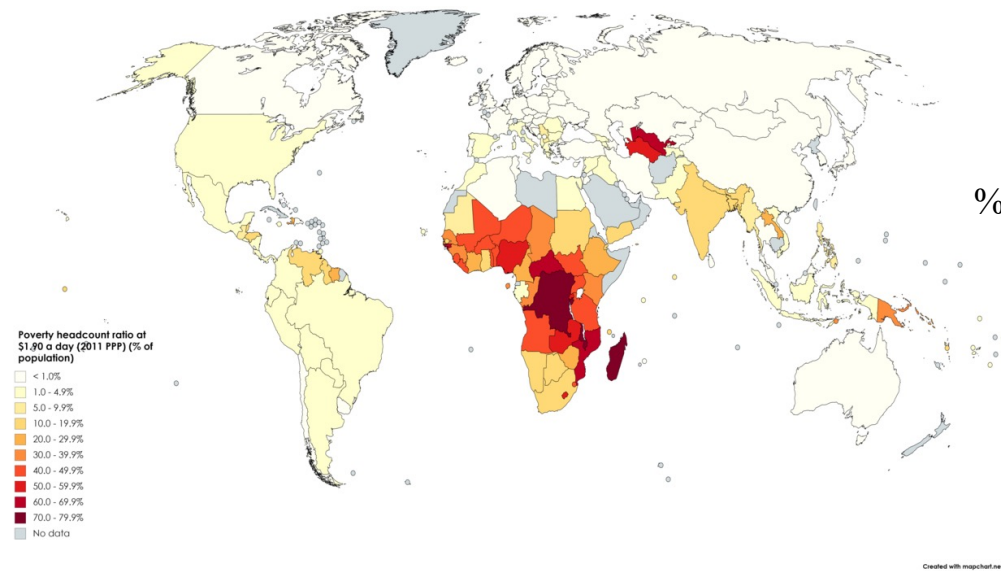 %
Poverty headcount ratio at
$1.90 a day (2011 PPP) (% of
population)
< 1.0%
1.0 - 4.9%
5.0 - 9.9%
10.0 - 19.9%
20.0 - 29.9%
30.0 - 39.9%
40.0 - 49.9%
50.0 - 59.9%
60.0 - 69.9%
70.0 - 79.9%
No data
Created with mapchart.ne